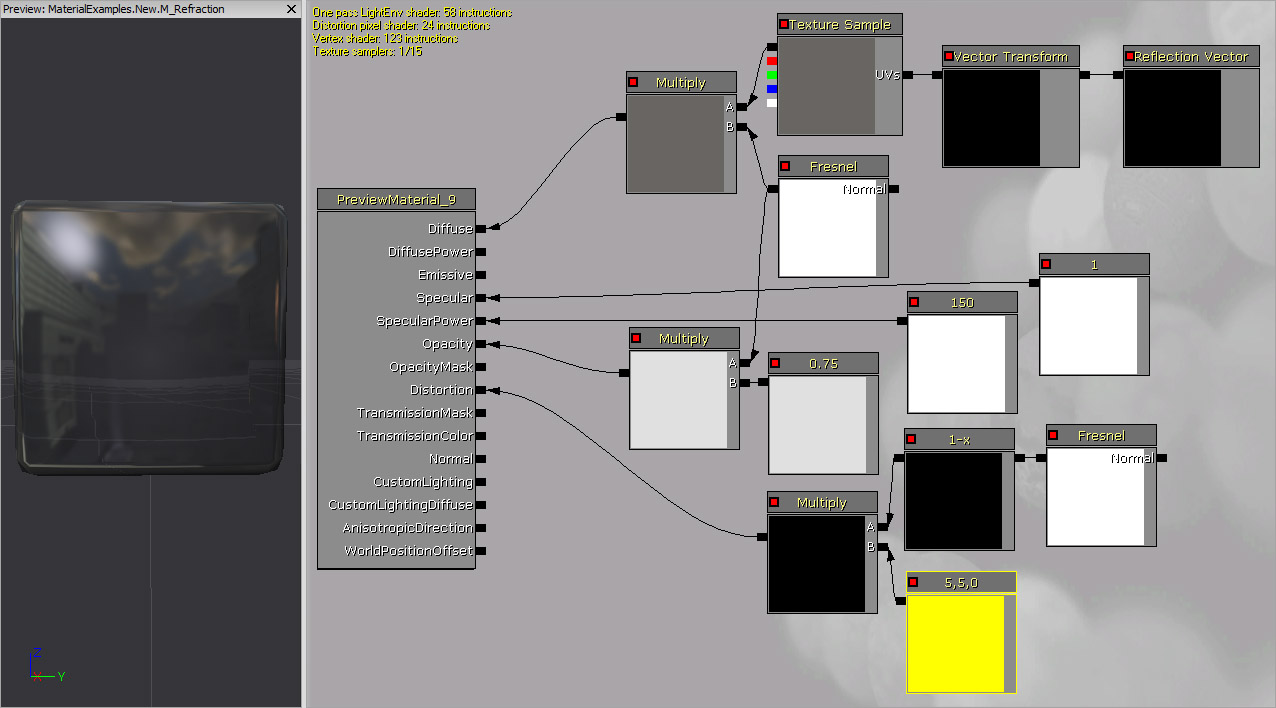 Preview: MaterialExamples.New.M_Refraction
One pass LightEnv shader: 58 instructions
Distortion pixel shader: 24 instructions
Vertex shader: 123 instructions
Texture samplers: 1/15
Texture Sample
UVs
Vector Transform
Reflection Vector
Multiply
A
B
Fresnel
Normal
PreviewMaterial_9
Diffuse
DiffusePower
Emissive
Specular
SpecularPower
Opacity
OpacityMask
Distortion
TransmissionMask
TransmissionColor
Normal
CustomLighting
CustomLightingDiffuse
AnisotropicDirection
WorldPositionOffset
1
150
Multiply
A
B
0.75
1-x
Fresnel
Normal
Multiply
A
B
5,5,0
Z
X
Y